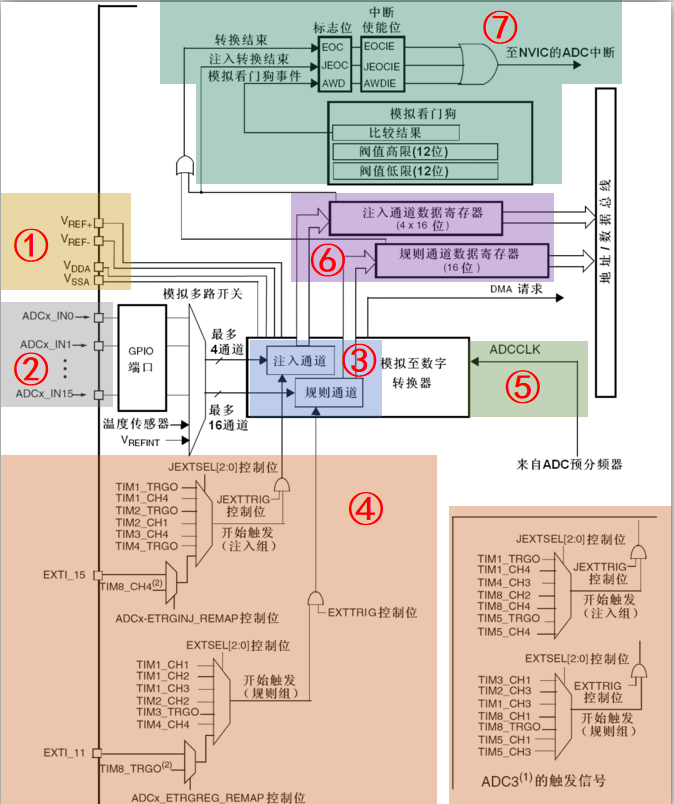 中断
标志位 使能位
⑦
转换结束
EOC EOCIE
注入转换结束
JEOC JEOCIE
至NVIC的ADC中断
模拟看门狗事件
AWD AWDIE
模拟看门狗
比较结果
阀值高限(12位)
阀值低限(12位)
地址/数据总线
①
VREF+
VREF-
VDDA
VSSA
注入通道数据寄存器
(4 x 16 位)
⑥
规则通道数据寄存器
(16 位)
DMA 请求
模拟多路开关
②
ADCx_IN0
ADCx_IN1
ADCx_IN15
GPIO
端口
最多
4通道
注入通道
③
规则通道
模拟至数字
转换器
ADCCLK
⑤
最多
16通道
温度传感器
VREFINT
来自ADC预分频器
④
JEXTSEL[2:0]控制位
TIM1_TRGO
TIM1_CH4
TIM2_TRGO
TIM2_CH1
TIM3_CH4
TIM4_TRGO
JEXTTRIG
控制位
开始触发
(注入组)
EXTI_15
TIM8_CH4(2)
ADCx-ETRGINJ_REMAP控制位
EXTTRIG控制位
EXTSEL[2:0]控制位
TIM1_CH1
TIM1_CH2
TIM1_CH3
TIM2_CH2
TIM3_TRGO
TIM4_CH4
开始触发
(规则组)
EXTI_11
TIM8_TRGO(2)
ADCx_ETRGREG_REMAP控制位
JEXTSEL[2:0]控制位
TIM1_TRGO
TIM1_CH4
TIM4_CH3
TIM8_CH2
TIM8_CH4
TIM5_TRGO
TIM5_CH4
JEXTTRIG
控制位
开始触发
(注入组)
EXTSEL[2:0]控制位
TIM3_CH1
TIM2_CH3
TIM1_CH3
TIM8_CH1
TIM8_TRGO
TIM5_CH1
TIM5_CH3
EXTTRIG
控制位
开始触发
(规则组)
ADC3(1)的触发信号